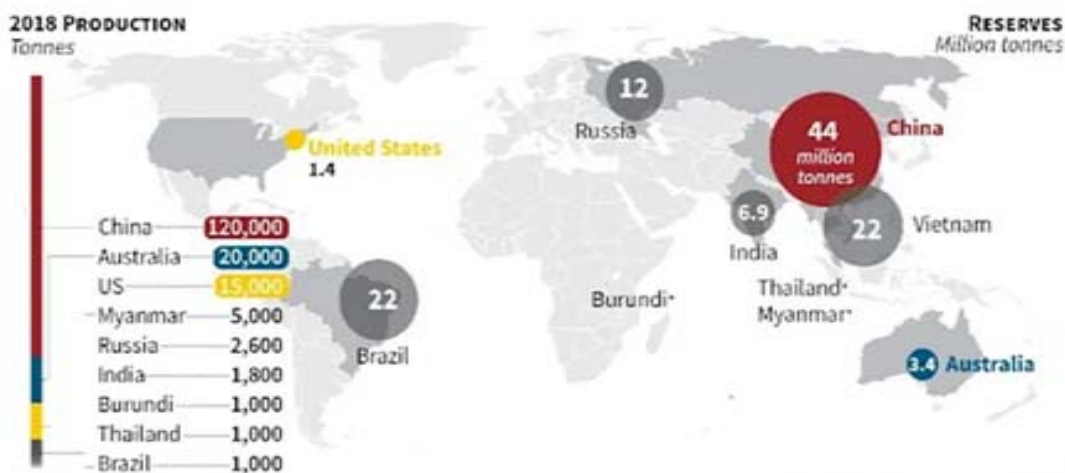 2018 PRODUCTION
Tonnes
RESERVES
Million tonnes
12
Russia
44
million
tonnes
China
United States
1.4
6.9
India
22
Vietnam
China 120,000
Australia 20,000
US 15,000
Myanmar 5,000
Russia 2,600
India 1,800
Burundi 1,000
Thailand 1,000
Brazil 1,000
22
Brazil
Burundi*
Thailand*
Myanmar*
3.4
Australia